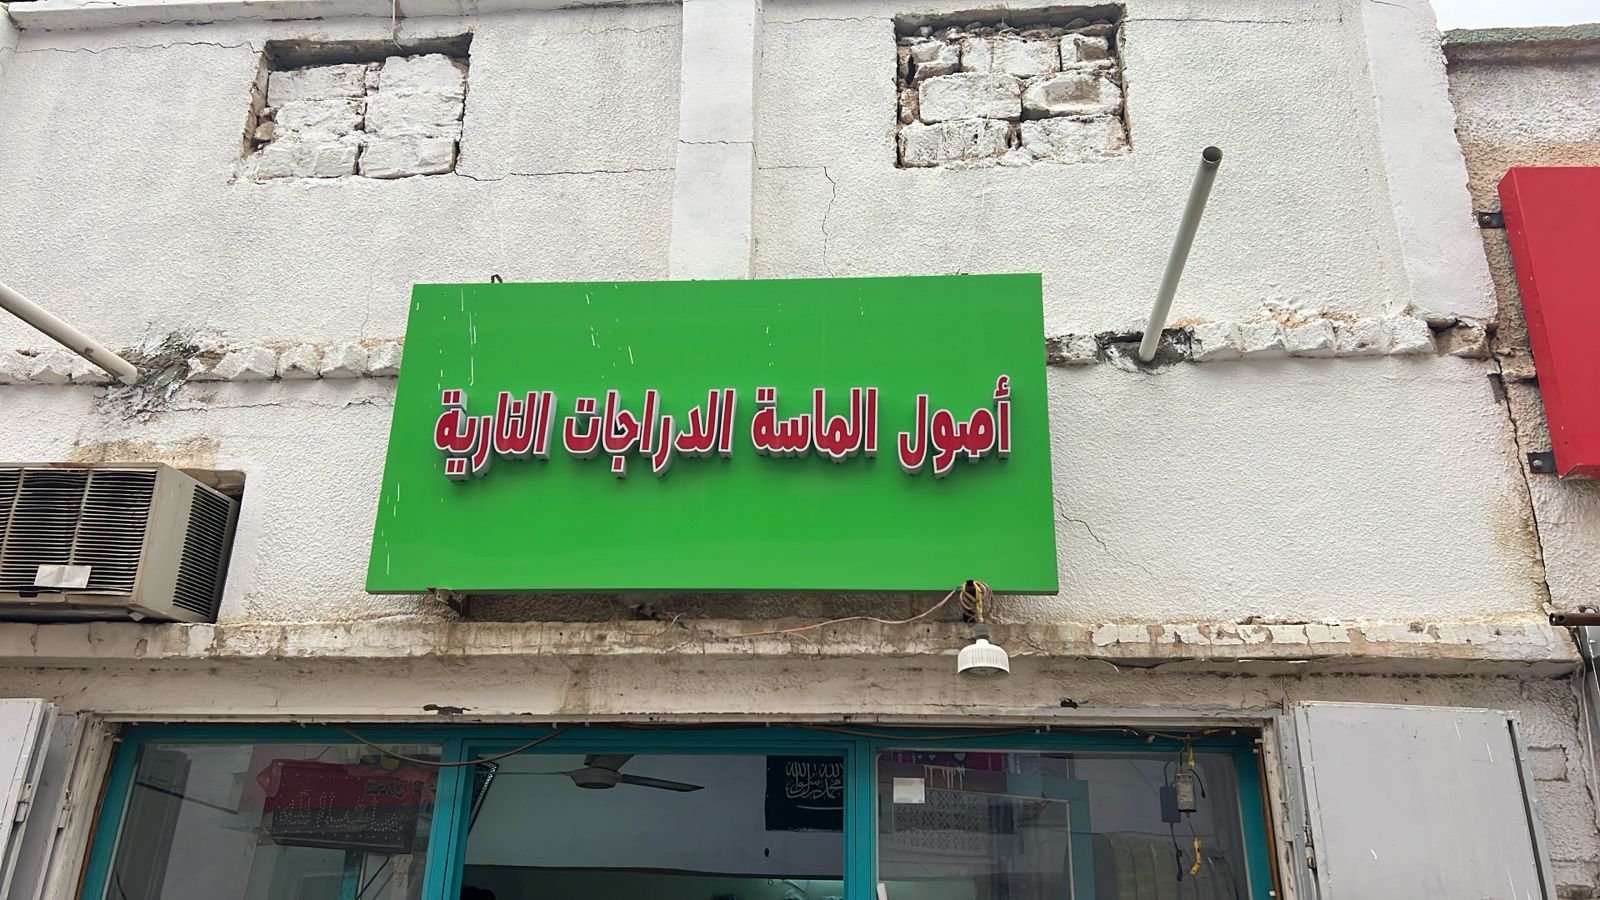 أصول الماسة الدراجات النارية